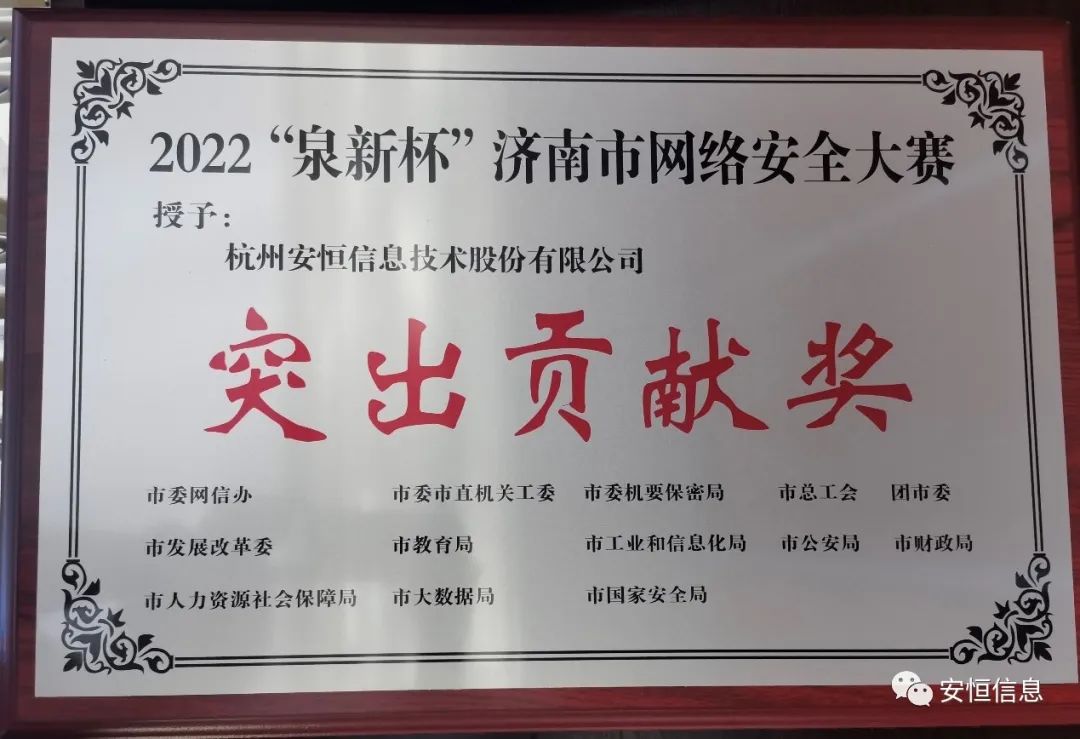 2022 “泉新杯” 济南市网络安全大赛
授予:
杭州安恒信息技术股份有限公司
突出贡献奖
市委网信办 市委市直机关工委 市委机要保密局 市总工会 团市委
市发展改革委 市教育局 市工业和信息化局 市公安局 市财政局
市人力资源社会保障局 市大数据局 市国家安全局
安恒信息